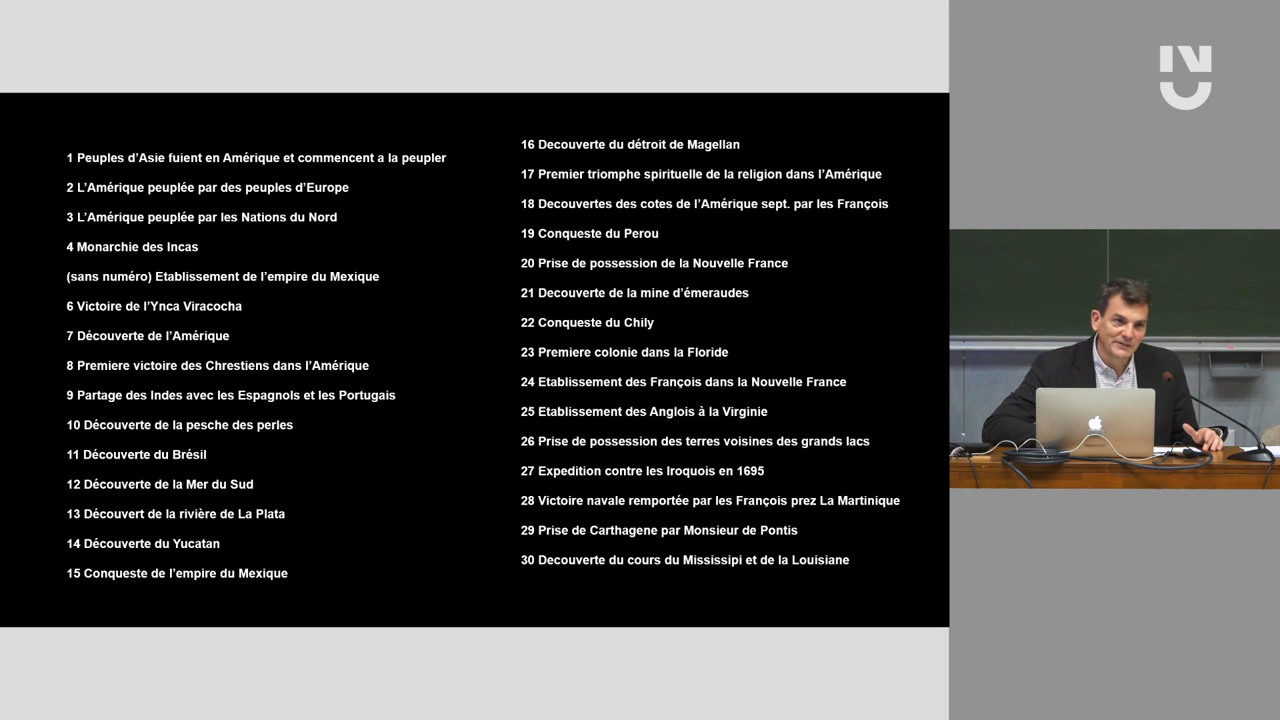 1 Peuples d'Asie fuient en Amérique et commencent a la peupler
2 L'Amérique peuplée par des peuples d'Europe
3 L'Amérique peuplée par les Nations du Nord
4 Monarchie des Incas
(sans numéro) Etablissement de l'empire du Mexique
6 Victoire de l'Ynca Viracocha
7 Découverte de l'Amérique
8 Premiere victoire des Chrestiens dans l'Amérique
9 Partage des Indes avec les Espagnols et les Portugais
10 Découverte de la pesche des perles
11 Découverte du Brésil
12 Découverte de la Mer du Sud
13 Découvert de la rivière de La Plata
14 Découverte du Yucatan
15 Conqueste de l'empire du Mexique
16 Decouverte du détroit de Magellan
17 Premier triomphe spirituelle de la religion dans l'Amérique
18 Decouvertes des cotes de l'Amérique sept. par les François
19 Conqueste du Perou
20 Prise de possession de la Nouvelle France
21 Decouverte de la mine d'émeraudes
22 Conqueste du Chily
23 Premiere colonie dans la Floride
24 Etablissement des François dans la Nouvelle France
25 Etablissement des Anglois à la Virginie
26 Prise de possession des terres voisines des grands lacs
27 Expedition contre les Iroquois en 1695
28 Victoire navale remportée par les François prez La Martinique
29 Prise de Carthagene par Monsieur de Pontis
30 Decouverte du cours du Mississipi et de la Louisiane